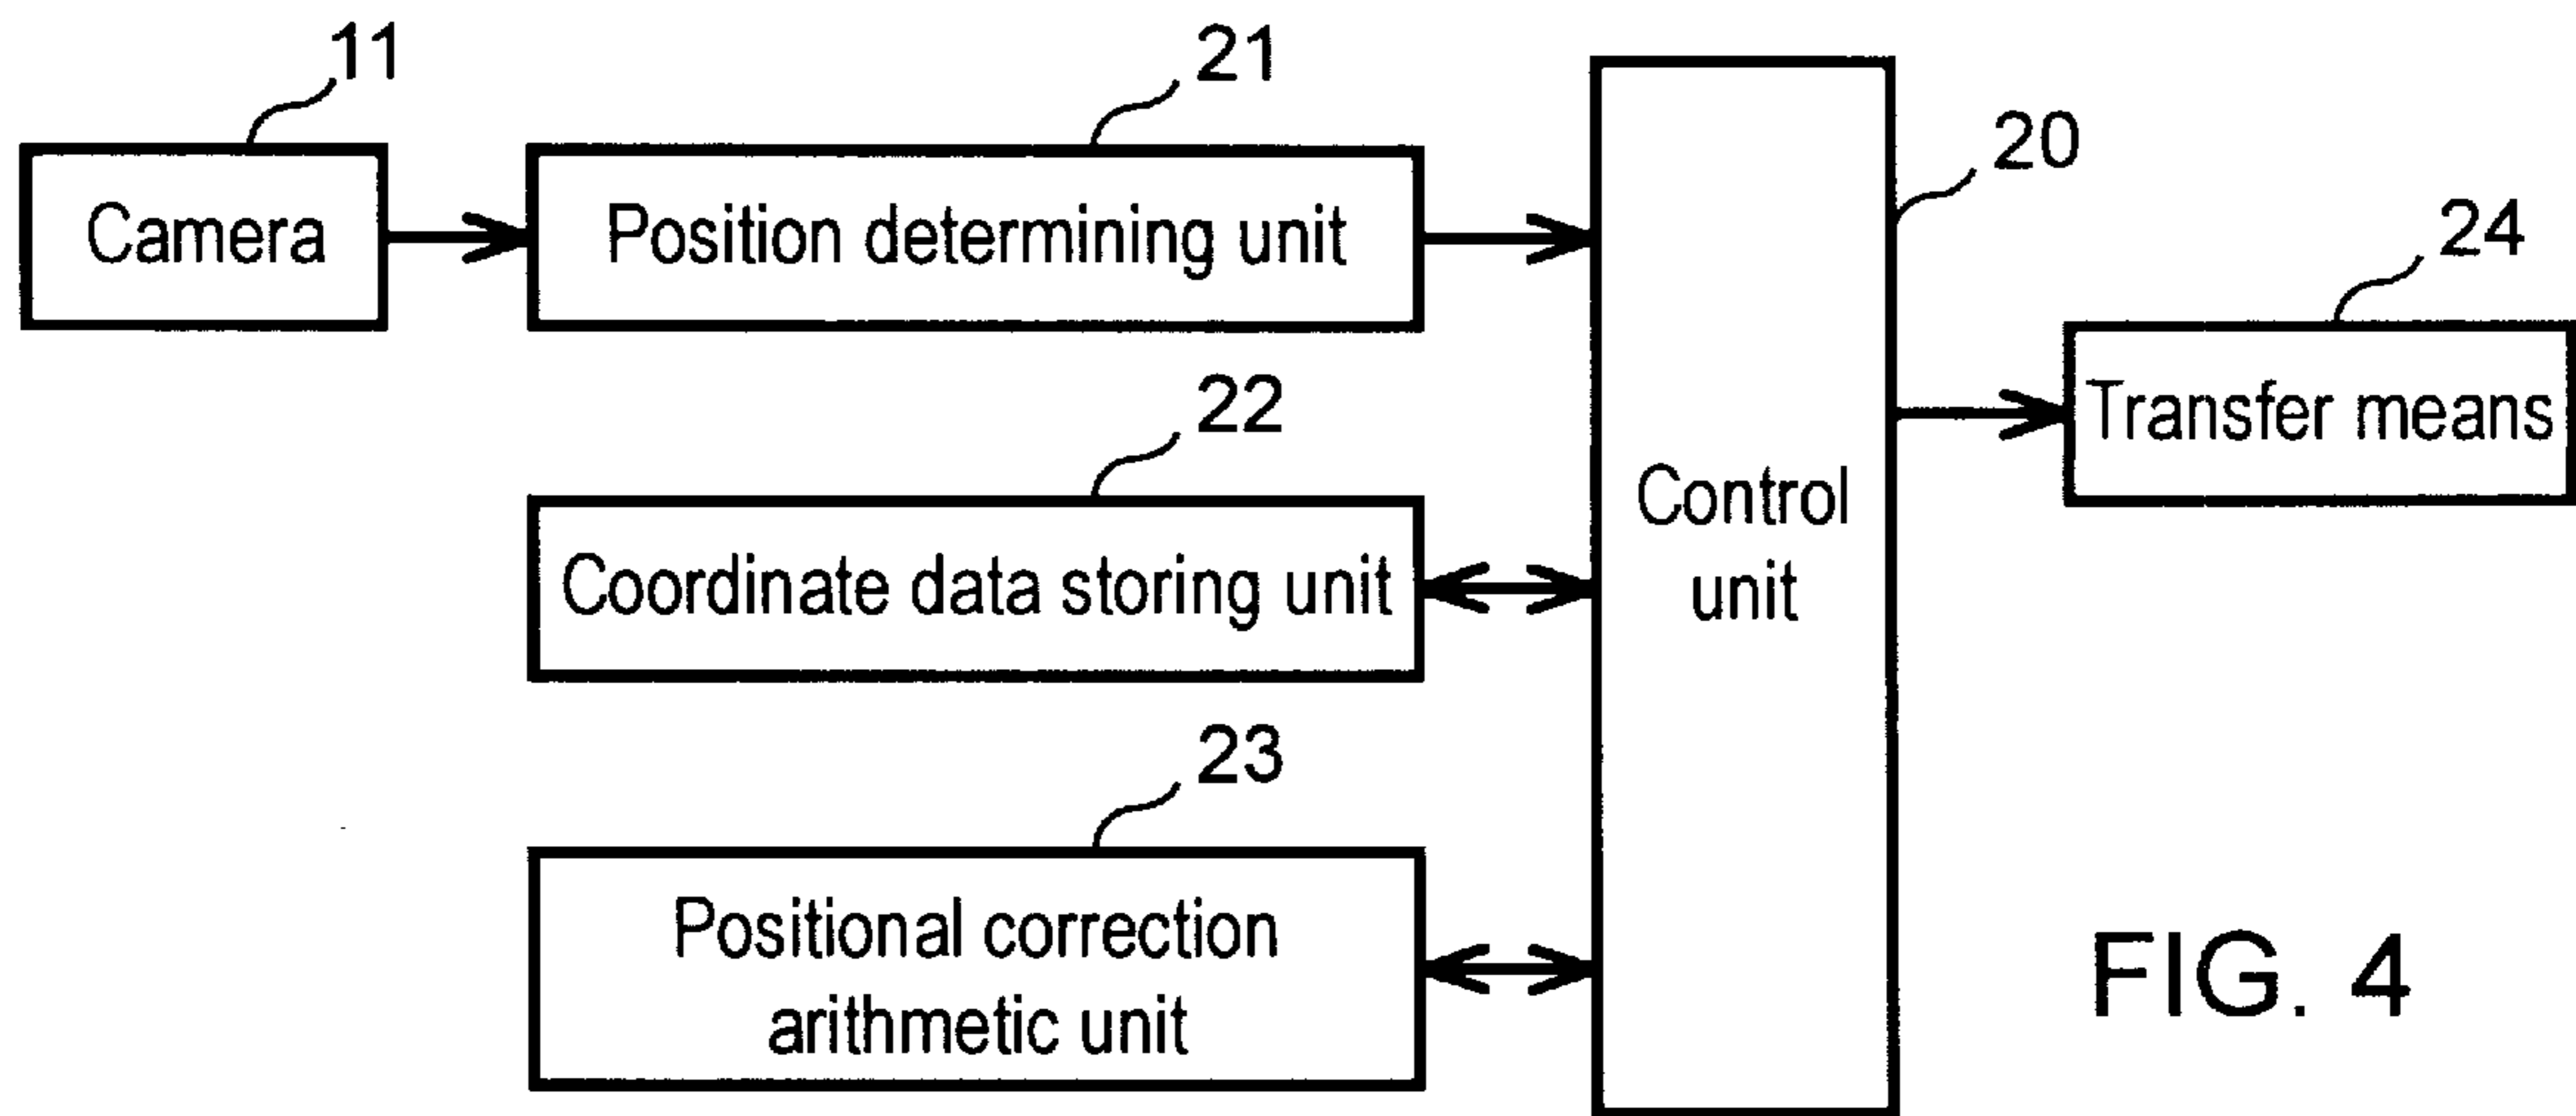 11
21
20
24
Camera
Position determining unit
Transfer means
22
Control
unit
Coordinate data storing unit
23
Positional correction
arithmetic unit
FIG. 4